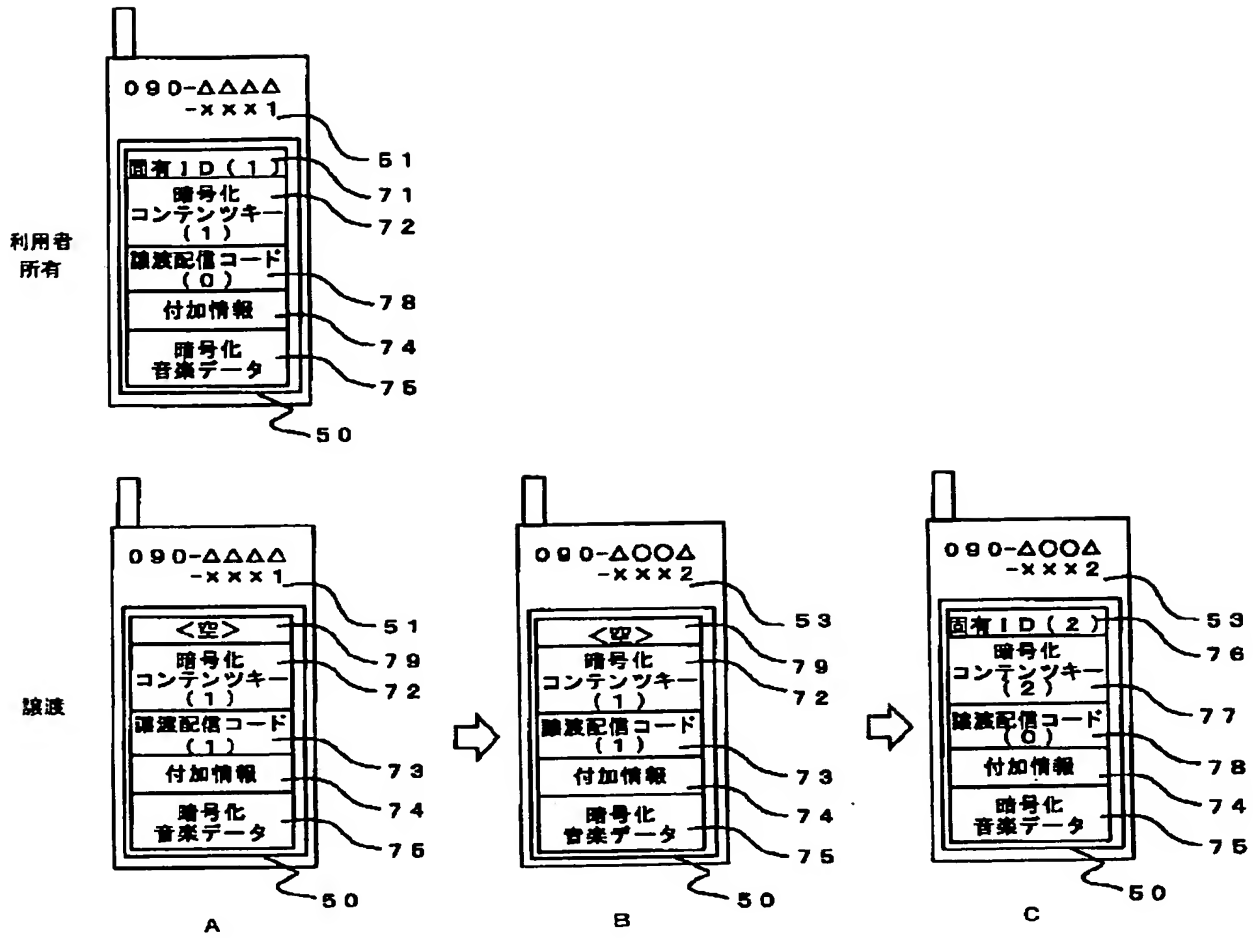 090-△△△△
-×××1
51
固有ID(1)
71
暗号化
コンテンツキー
(1)
72
利用者
所有
譲渡配信コード
(0)
78
付加情報
74
暗号化
音楽データ
75
50
090-△△△△
-×××1
51
<空>
79
暗号化
コンテンツキー
(1)
72
譲渡
譲渡配信コード
(1)
73
付加情報
74
暗号化
音楽データ
75
50
A
090-△○○△
-×××2
53
<空>
79
暗号化
コンテンツキー
(1)
72
譲渡配信コード
(1)
73
付加情報
74
暗号化
音楽データ
75
50
B
090-△○○△
-×××2
53
固有ID(2)
76
暗号化
コンテンツキー
(2)
77
譲渡配信コード
(0)
78
付加情報
74
暗号化
音楽データ
75
50
C